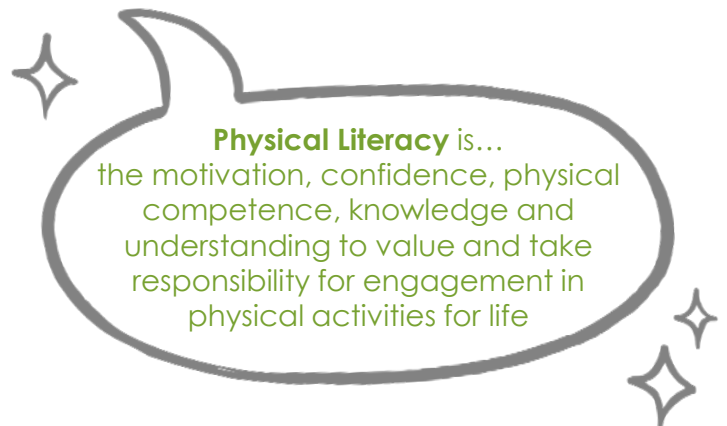 Physical Literacy is…
the motivation, confidence, physical
competence, knowledge and
understanding to value and take
responsibility for engagement in
physical activities for life